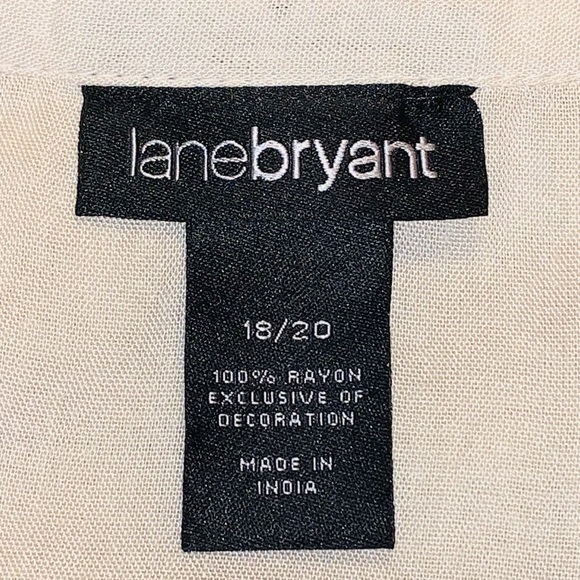 lanebryant
18/20
100% RAYON
EXCLUSIVE OF
DECORATION
MADE IN
INDIA